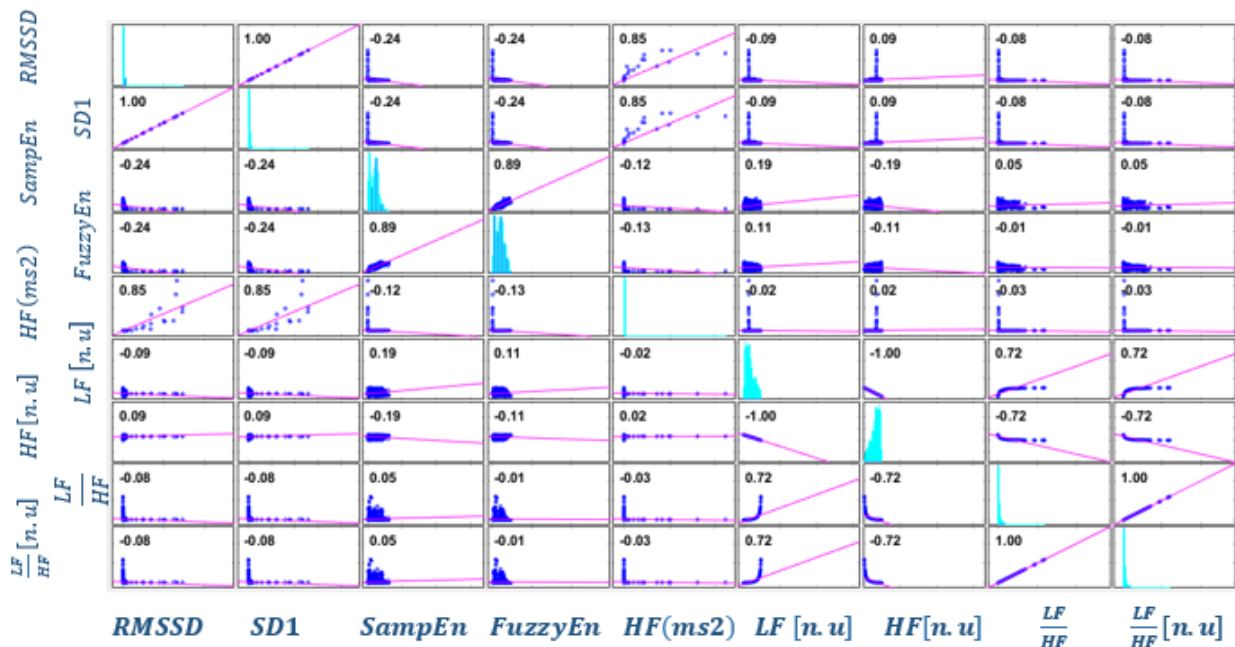 RMSSD
1.00 -0.24 -0.24 0.85 -0.09 0.09 -0.08 -0.08
SD1
1.00 -0.24 -0.24 0.85 -0.09 0.09 -0.08 -0.08
SampEn
-0.24 -0.24 0.89 -0.12 0.19 -0.19 0.05 0.05
FuzzyEn
-0.24 -0.24 0.89 -0.13 0.11 -0.11 -0.01 -0.01
HF(ms2)
0.85 0.85 -0.12 -0.13 -0.02 0.02 -0.03 -0.03
LF [n.u]
-0.09 -0.09 0.19 0.11 -0.02 -1.00 0.72 0.72
HF[n.u]
0.09 0.09 -0.19 -0.11 0.02 -1.00 -0.72 -0.72
LF/HF
-0.08 -0.08 0.05 -0.01 -0.03 0.72 -0.72 1.00
LF/HF [n.u]
-0.08 -0.08 0.05 -0.01 -0.03 0.72 -0.72 1.00
RMSSD SD1 SampEn FuzzyEn HF(ms2) LF [n.u] HF[n.u] LF/HF LF/HF [n.u]